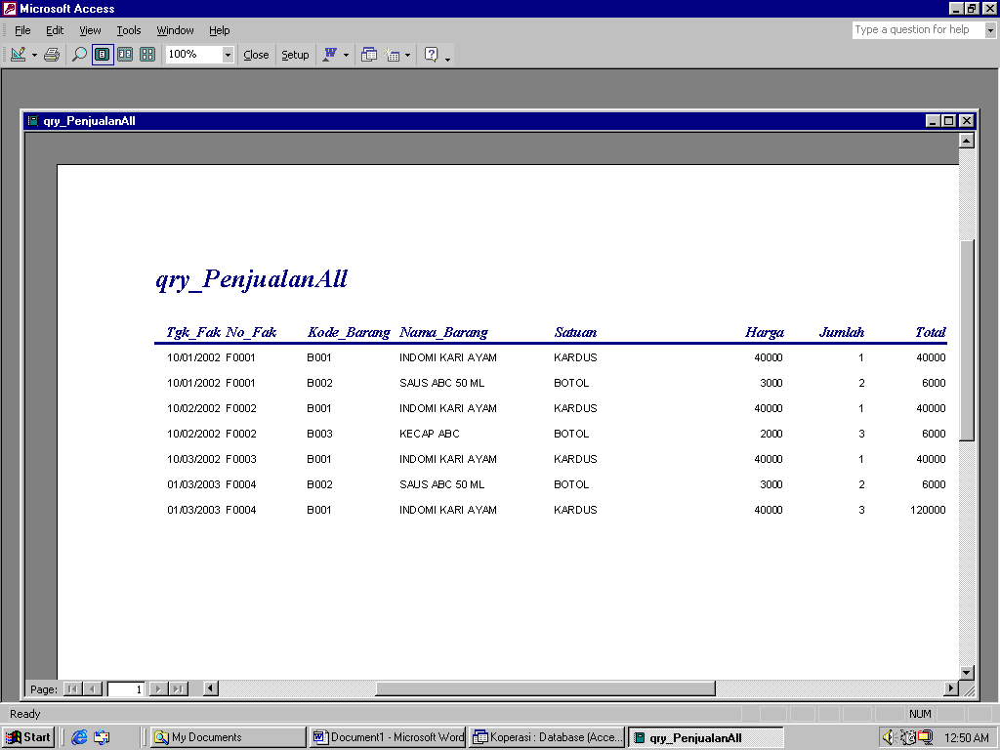 Microsoft Access
File Edit View Tools Window Help
Type a question for help
100% Close Setup
qry_PenjualanAll
qry_PenjualanAll
Tgk_Fak No_Fak Kode_Barang Nama_Barang Satuan Harga Jumlah Total
10/01/2002 F0001 B001 INDOMI KARI AYAM KARDUS 40000 1 40000
10/01/2002 F0001 B002 SAUS ABC 50 ML BOTOL 3000 2 6000
10/02/2002 F0002 B001 INDOMI KARI AYAM KARDUS 40000 1 40000
10/02/2002 F0002 B003 KECAP ABC BOTOL 2000 3 6000
10/03/2002 F0003 B001 INDOMI KARI AYAM KARDUS 40000 1 40000
01/03/2003 F0004 B002 SAUS ABC 50 ML BOTOL 3000 2 6000
01/03/2003 F0004 B001 INDOMI KARI AYAM KARDUS 40000 3 120000
Page: 1
Ready NUM
Start My Documents Document1 - Microsoft Word Koperasi : Database (Acce... qry_PenjualanAll 12:50 AM